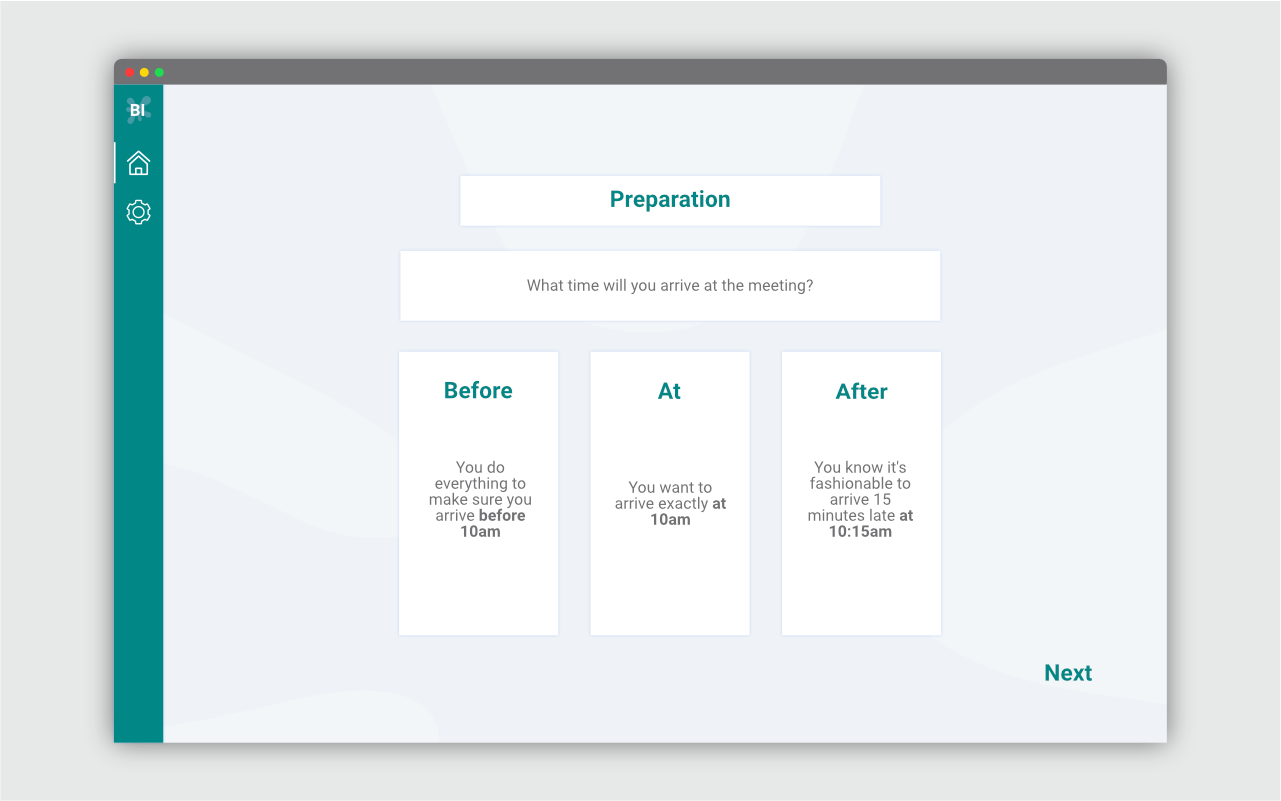 BI
Preparation
What time will you arrive at the meeting?
Before
You do
everything to
make sure you
arrive before
10am
At
You want to
arrive exactly at
10am
After
You know it's
fashionable to
arrive 15
minutes late at
10:15am
Next